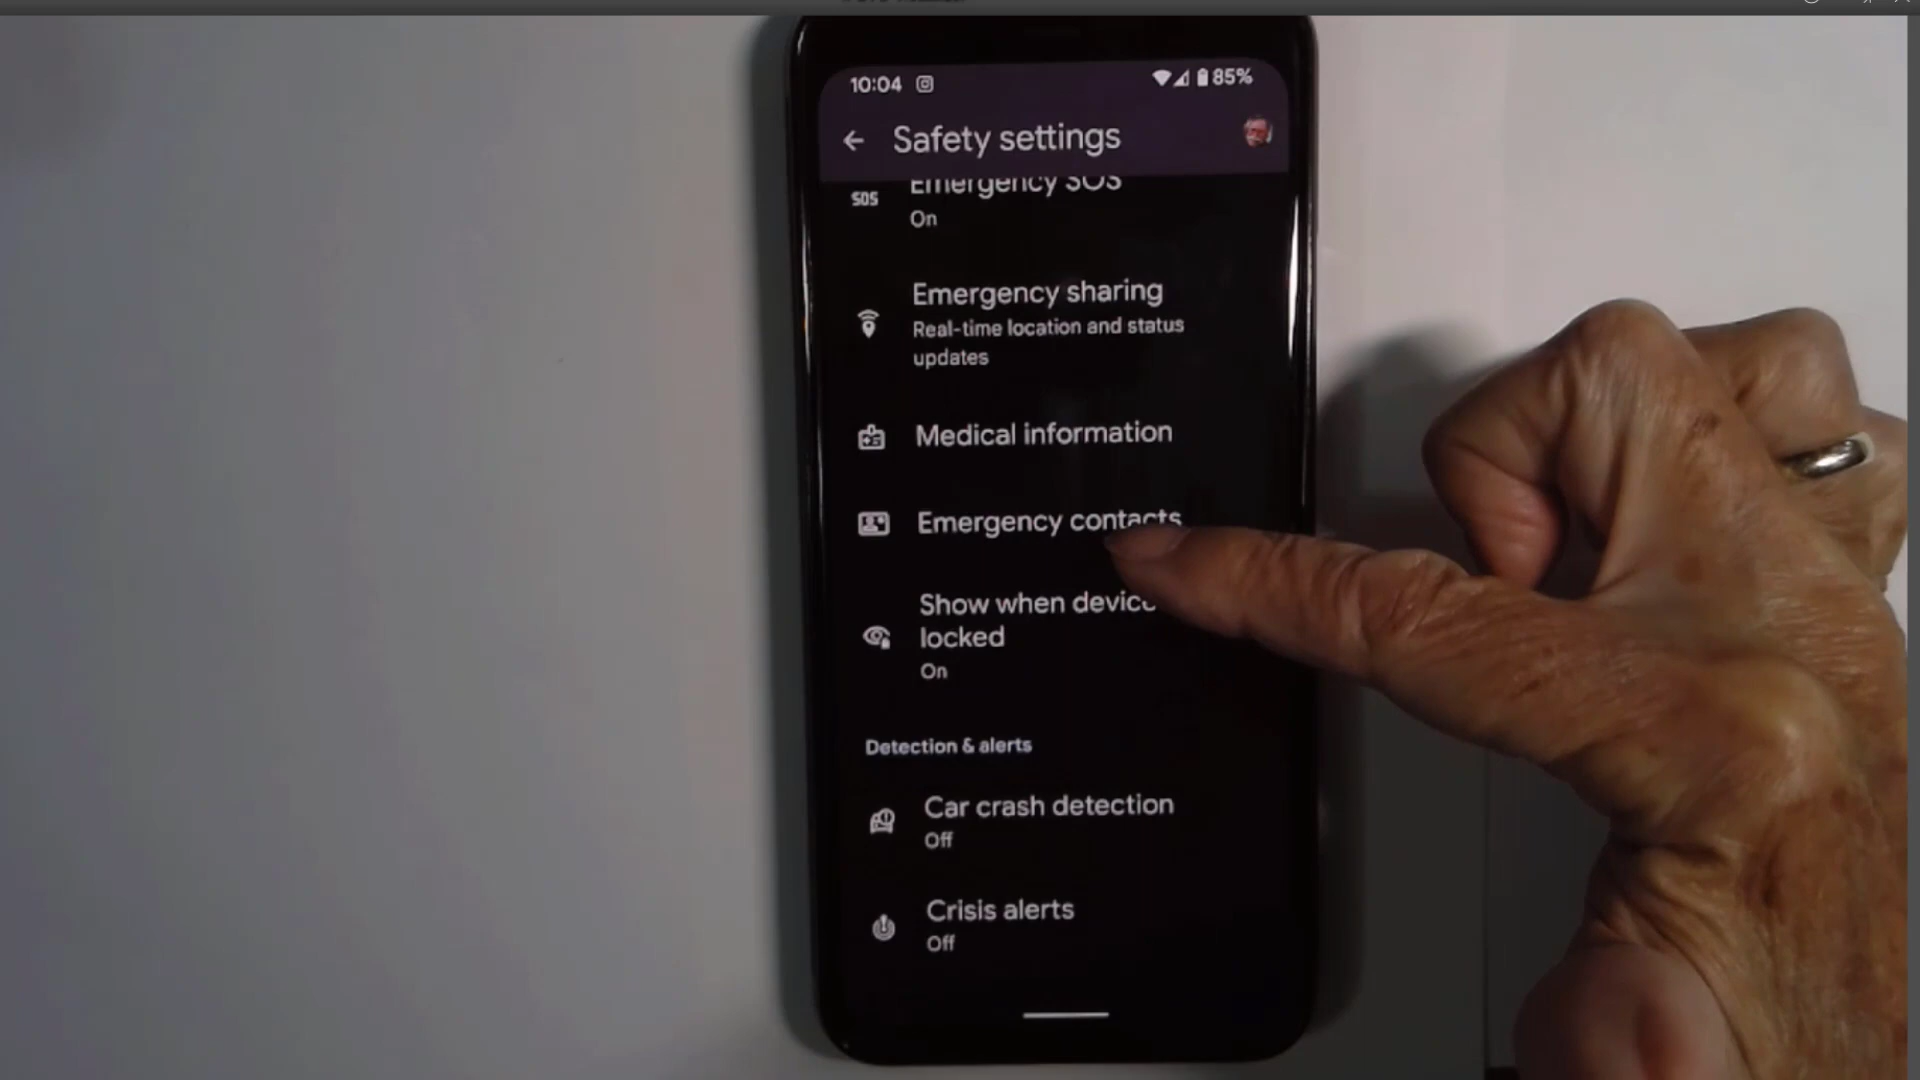 10:04
85%
Safety settings
SOS
Emergency SOS
On
Emergency sharing
Real-time location and status
updates
Medical information
Emergency contacts
Show when device
locked
On
Detection & alerts
Car crash detection
Off
Crisis alerts
Off